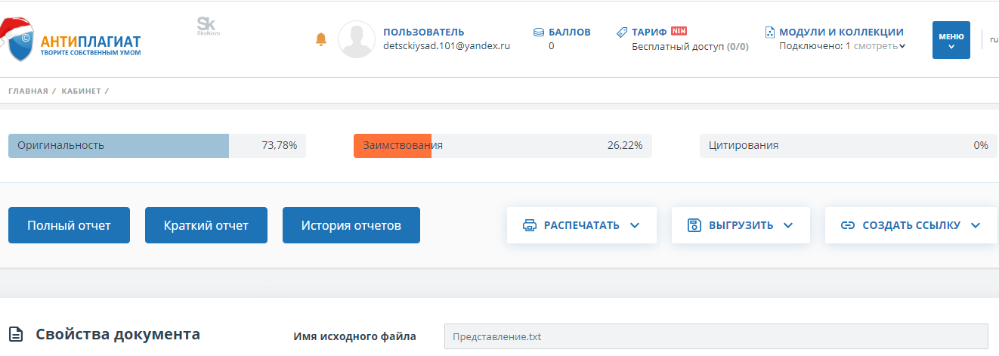 АНТИПЛАГИАТ
ТВОРИТЕ СОБСТВЕННЫМ УМОМ
Sk
Skolkovo
ПОЛЬЗОВАТЕЛЬ
detsckiysad.101@yandex.ru
БАЛЛОВ
0
ТАРИФ NEW
Бесплатный доступ (0/0)
МОДУЛИ И КОЛЛЕКЦИИ
Подключено: 1 смотреть
МЕНЮ
ru
ГЛАВНАЯ / КАБИНЕТ /
Оригинальность 73,78%
Заимствования 26,22%
Цитирования 0%
Полный отчет
Краткий отчет
История отчетов
РАСПЕЧАТАТЬ
ВЫГРУЗИТЬ
СОЗДАТЬ ССЫЛКУ
Свойства документа
Имя исходного файла
Представление.txt